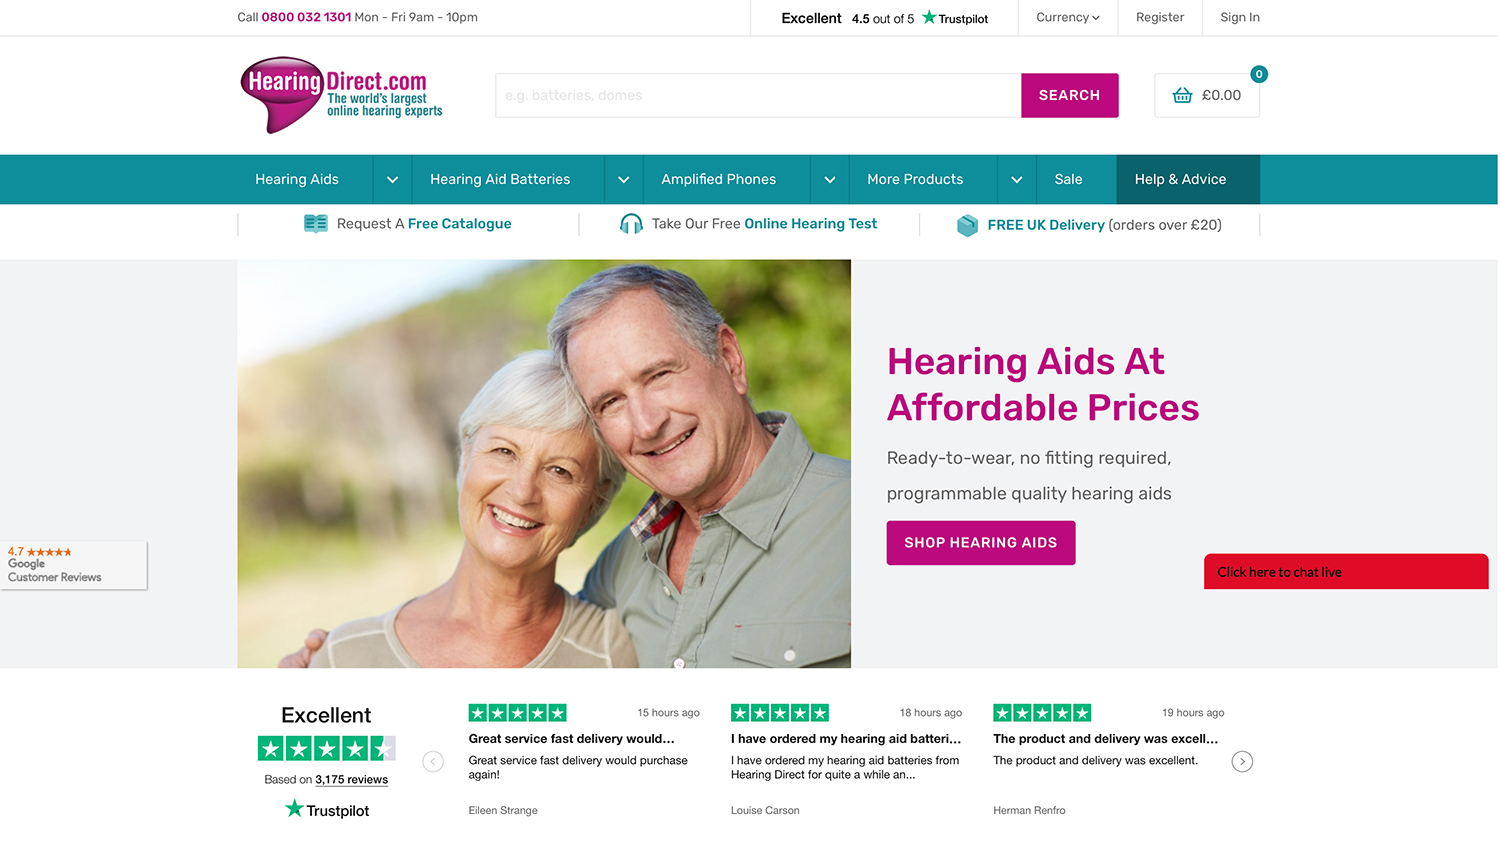 Call 0800 032 1301 Mon - Fri 9am - 10pm
Excellent 4.5 out of 5 Trustpilot
Currency
Register
Sign In
HearingDirect.com
The world's largest
online hearing experts
e.g. batteries, domes
SEARCH
0
£0.00
Hearing Aids
Hearing Aid Batteries
Amplified Phones
More Products
Sale
Help & Advice
Request A Free Catalogue
Take Our Free Online Hearing Test
FREE UK Delivery (orders over £20)
Hearing Aids At
Affordable Prices
Ready-to-wear, no fitting required,
programmable quality hearing aids
SHOP HEARING AIDS
4.7
Google
Customer Reviews
Click here to chat live
Excellent
Based on 3,175 reviews
Trustpilot
15 hours ago
Great service fast delivery would...
Great service fast delivery would purchase
again!
Eileen Strange
18 hours ago
I have ordered my hearing aid batteri...
I have ordered my hearing aid batteries from
Hearing Direct for quite a while an...
Louise Carson
19 hours ago
The product and delivery was excell...
The product and delivery was excellent.
Herman Renfro